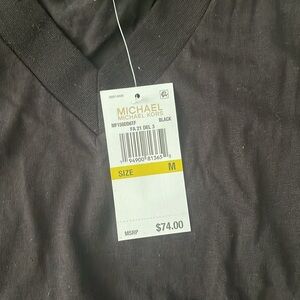 MICHAEL
MICHAEL KORS
BLACK
FA 21 DEL 3
SIZE M
MSRP $74.00